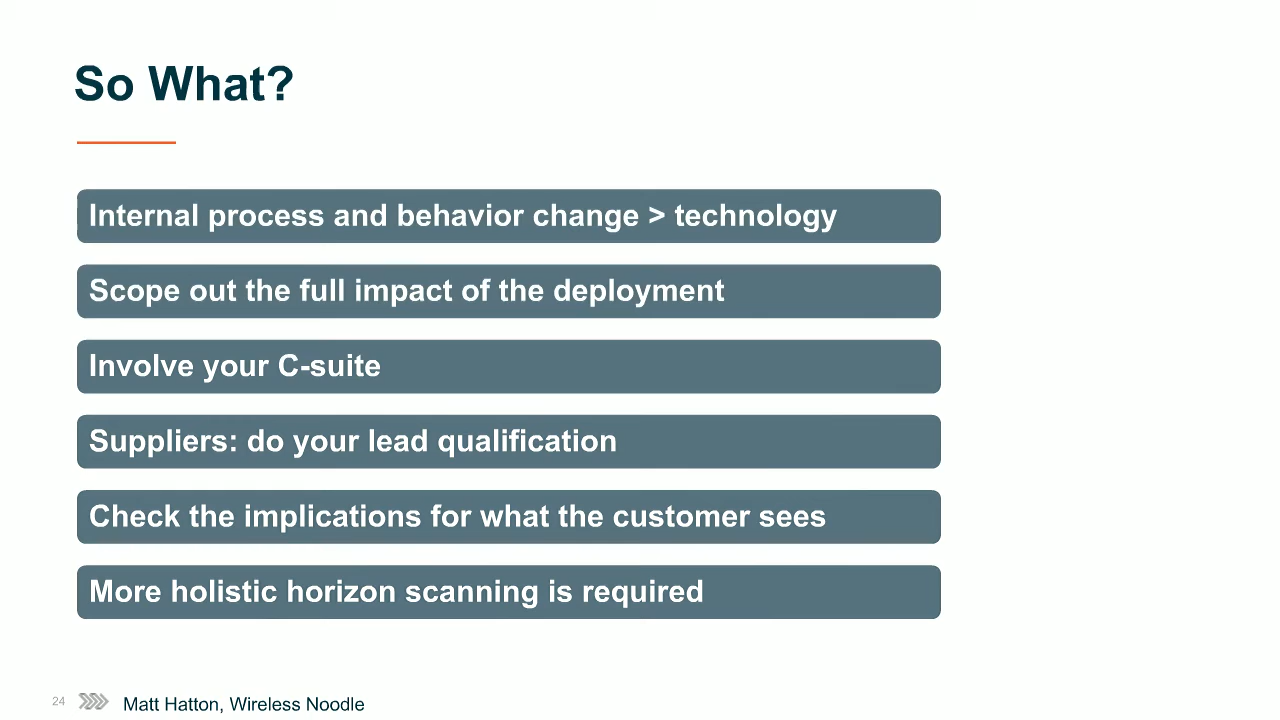 So What?
Internal process and behavior change > technology
Scope out the full impact of the deployment
Involve your C-suite
Suppliers: do your lead qualification
Check the implications for what the customer sees
More holistic horizon scanning is required
24
Matt Hatton, Wireless Noodle